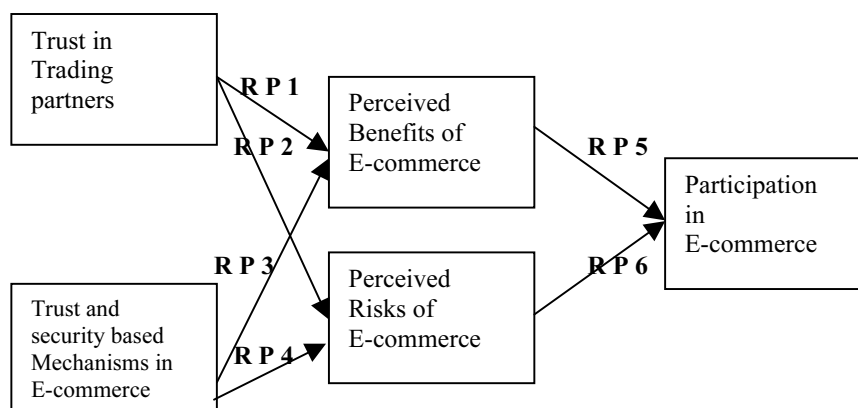 Trust in
Trading
partners
R P 1
R P 2
Perceived
Benefits of
E-commerce
R P 5
Participation
in
E-commerce
R P 3
R P 6
Perceived
Risks of
E-commerce
Trust and
security based
Mechanisms in
E-commerce
R P 4